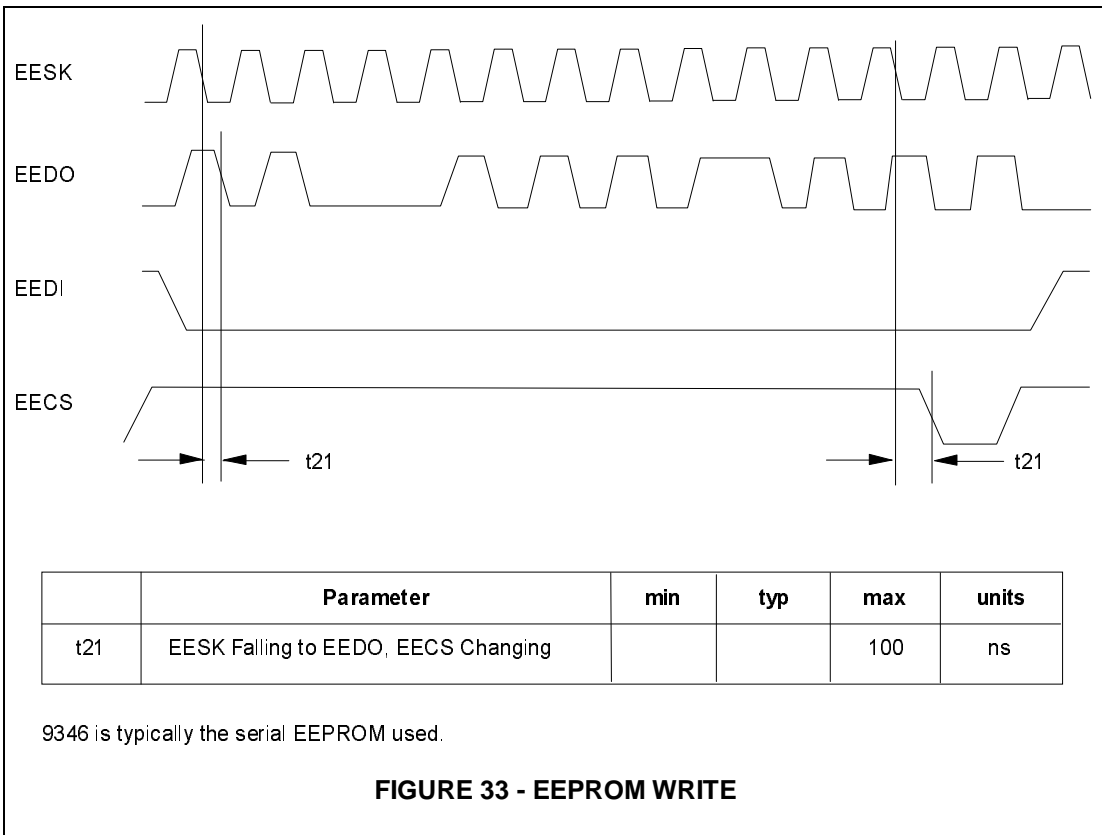 EESK
EEDO
EEDI
EECS
t21 t21
Parameter min typ max units
t21 EESK Falling to EEDO, EECS Changing 100 ns
9346 is typically the serial EEPROM used.
FIGURE 33 - EEPROM WRITE